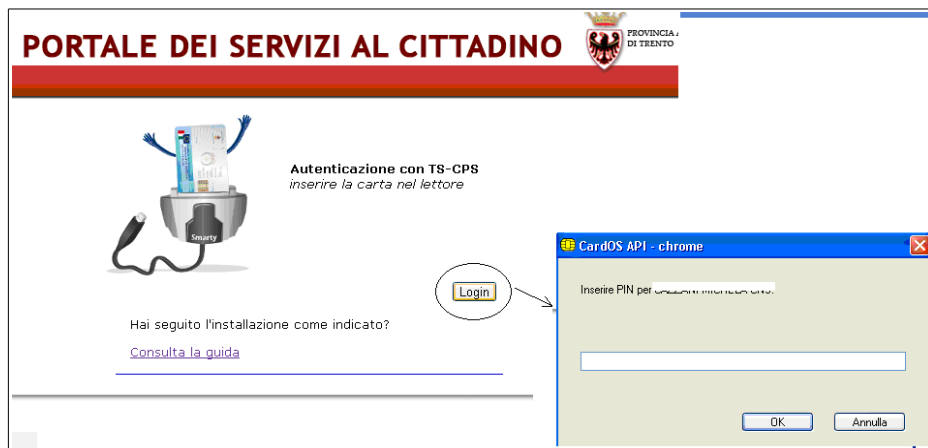 PORTALE DEI SERVIZI AL CITTADINO
PROVINCIA
DI TRENTO
Autenticazione con TS-CPS
inserire la carta nel lettore
Smarty
Login
Hai seguito l'installazione come indicato?
Consulta la guida
CardOS API - chrome
Inserire PIN per
OK
Annulla